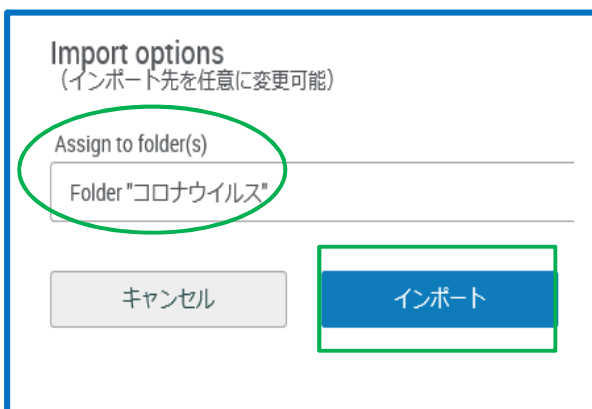 Import options
（インポート先を任意に変更可能）
Assign to folder(s)
Folder "コロナウイルス"
キャンセル
インポート